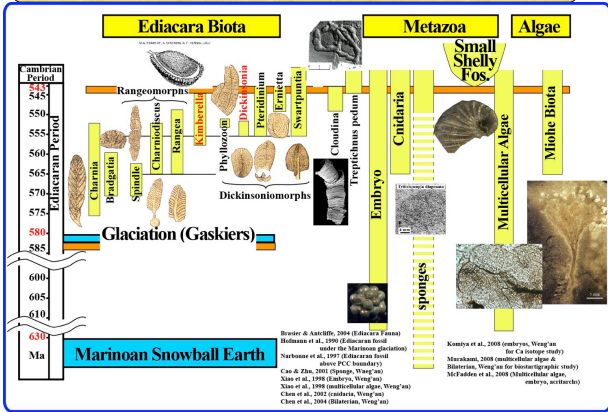 Ediacara Biota
Metazoa
Algae
Small
Shelly
Fos.
Cambrian
Period
Ediacaran Period
543
545
555
565
575
580
585
600
605
610
630
Ma
Rangeomorphs
Charnia
Bradgatia
Spindle
Charniodiscus
Rangea
Kimberella
Phyllozoon
Dickinsonia
Pteridinium
Ernietta
Swartpuntia
Dickinsoniomorphs
Cloudina
Treptichnus pedum
Embryo
Cnidaria
sponges
Multicellular Algae
Miohe Biota
Glaciation (Gaskiers)
Marinoan Snowball Earth
Brasier & Antcliffe, 2004 (Ediacara Fauna)
Hofmann et al., 1990 (Ediacaran fossil
under the Marinoan glaciation)
Narbonne et al., 1997 (Ediacaran fossil
above PCC boundary)
Cao & Zhu, 2001 (Sponge, Wneg'an)
Xiao et al., 1998 (Embryo, Weng'an)
Xiao et al., 1998 (multicellular algae, Weng'an)
Chen et al., 2002 (cnidaria, Weng'an)
Chen et al., 2004 (Bilaterian, Weng'an)
Komiya et al., 2008 (embryos, Weng'an
for Ca isotope study)
Murakami, 2008 (multicellular algae &
Bilaterian, Weng'an for biostartigraphic study)
McFadden et al., 2008 (Multicellular algae,
embryo, acritarchs)